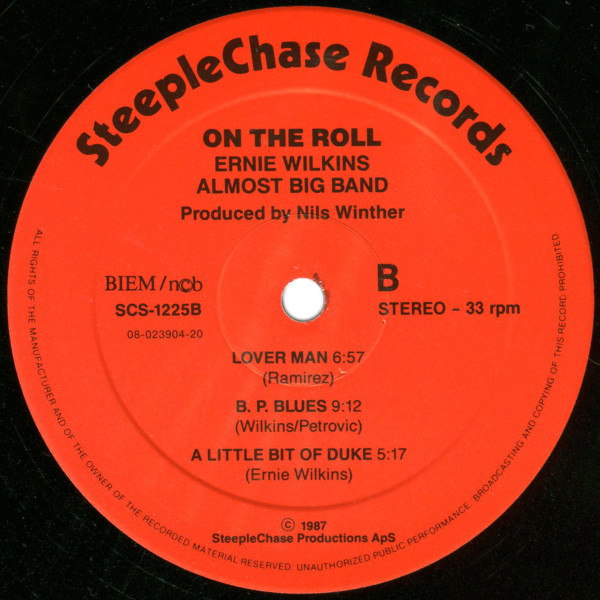 SteepleChase Records
ON THE ROLL
ERNIE WILKINS
ALMOST BIG BAND
Produced by Nils Winther
BIEM/ncb
B
SCS-1225B
STEREO – 33 rpm
08-023904-20
LOVER MAN 6:57
(Ramirez)
B. P. BLUES 9:12
(Wilkins/Petrovic)
A LITTLE BIT OF DUKE 5:17
(Ernie Wilkins)
© 1987
SteepleChase Productions ApS
ALL RIGHTS OF THE MANUFACTURER AND OF THE OWNER OF THE RECORDED MATERIAL RESERVED. UNAUTHORIZED PUBLIC PERFORMANCE. BROADCASTING AND COPYING OF THIS RECORD PROHIBITED